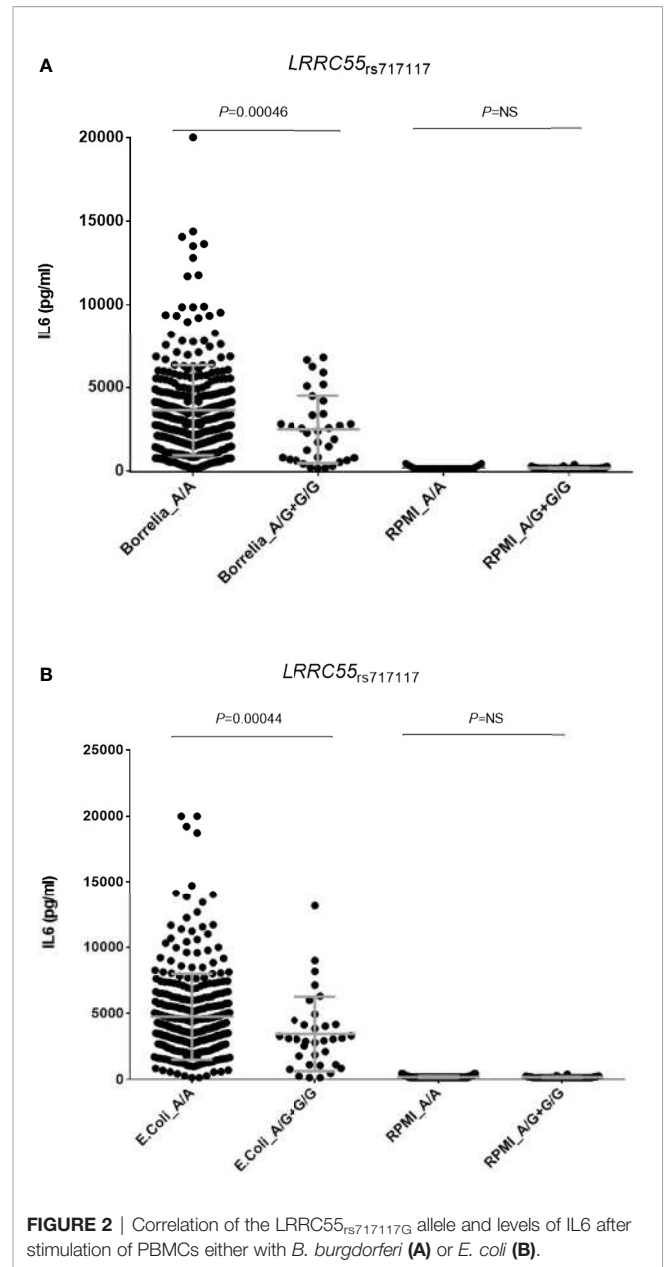 A
LRRC55rs717117
P=0.00046
P=NS
20000
15000
10000
5000
0
IL6 (pg/ml)
Borrelia_A/A
Borrelia_A/G+G/G
RPMI_A/A
RPMI_A/G+G/G
B
LRRC55rs717117
P=0.00044
P=NS
25000
20000
15000
10000
5000
0
IL6 (pg/ml)
E.Coli_A/A
E.Coli_A/G+G/G
RPMI_A/A
RPMI_A/G+G/G
FIGURE 2 | Correlation of the LRRC55rs717117G allele and levels of IL6 after
stimulation of PBMCs either with B. burgdorferi (A) or E. coli (B).